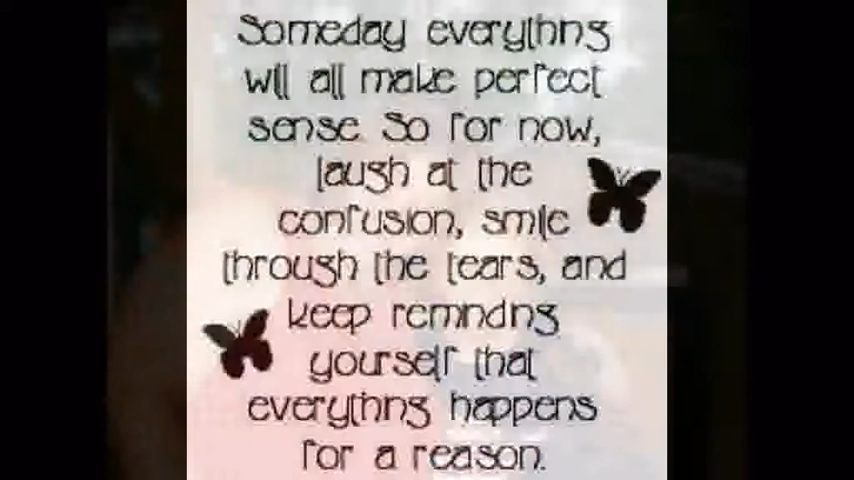 Someday everything
will all make perfect
sense. So for now,
laugh at the
confusion, smile
through the tears, and
keep reminding
yourself that
everything happens
for a reason.